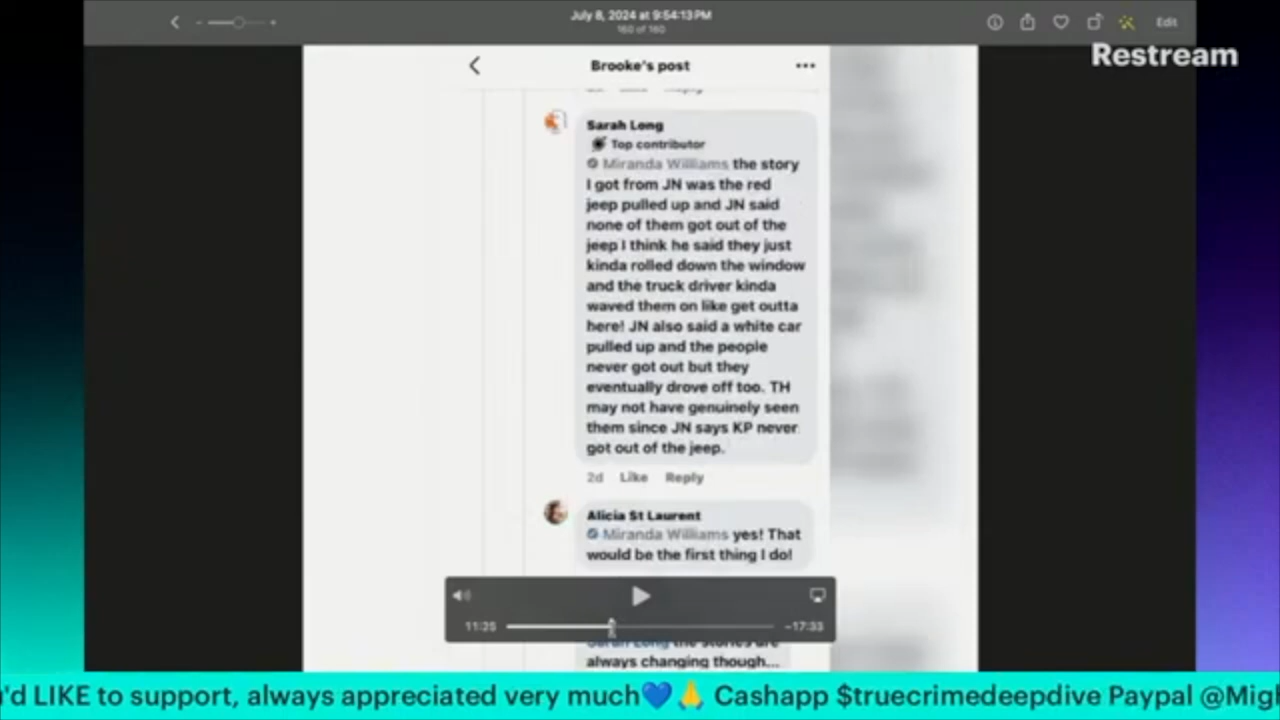 July 8, 2024 at 9:54:13 PM
160 of 160
Edit
Restream
Brooke's post
Sarah Long
Top contributor
Miranda Williams the story
I got from JN was the red
jeep pulled up and JN said
none of them got out of the
jeep I think he said they just
kinda rolled down the window
and the truck driver kinda
waved them on like get outta
here! JN also said a white car
pulled up and the people
never got out but they
eventually drove off too. TH
may not have genuinely seen
them since JN says KP never
got out of the jeep.
2d Like Reply
Alicia St Laurent
Miranda Williams yes! That
would be the first thing I do!
11:25
-17:33
Sarah Long the stories are
always changing though...
'd LIKE to support, always appreciated very much💙🙏 Cashapp $truecrimedeepdive Paypal @Migh